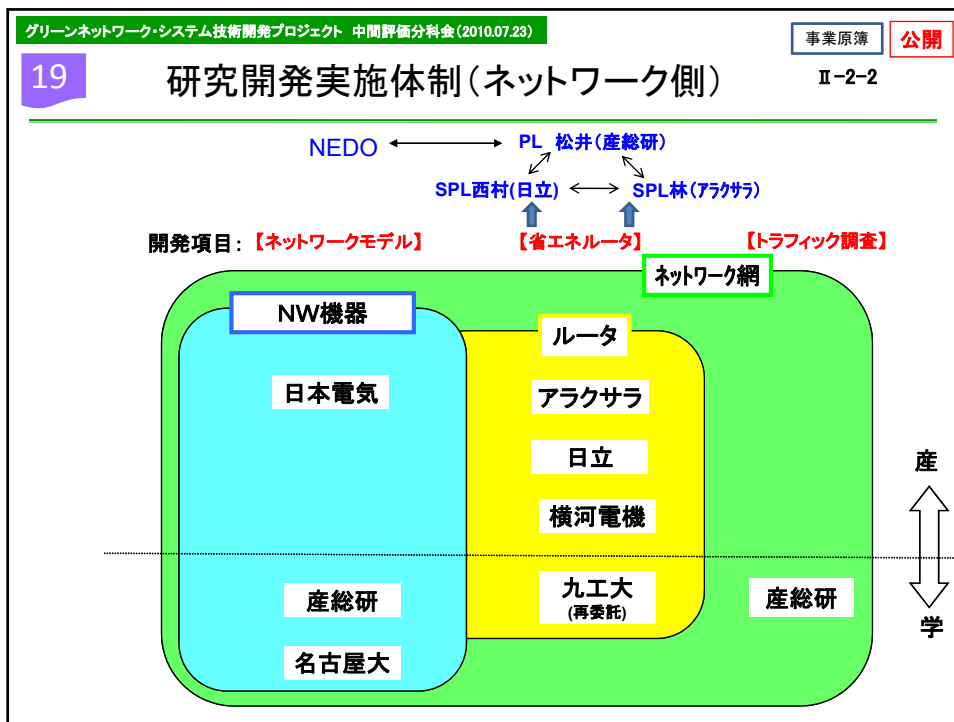 グリーンネットワーク・システム技術開発プロジェクト 中間評価分科会(2010.07.23)
事業原簿
公開
19
研究開発実施体制(ネットワーク側)
Ⅱ-2-2
NEDO
PL 松井(産総研)
SPL西村(日立)
SPL林(アラクサラ)
開発項目:【ネットワークモデル】 【省エネルータ】 【トラフィック調査】
ネットワーク網
NW機器
ルータ
日本電気
アラクサラ
日立
横河電機
産
産総研
九工大
(再委託)
産総研
学
名古屋大